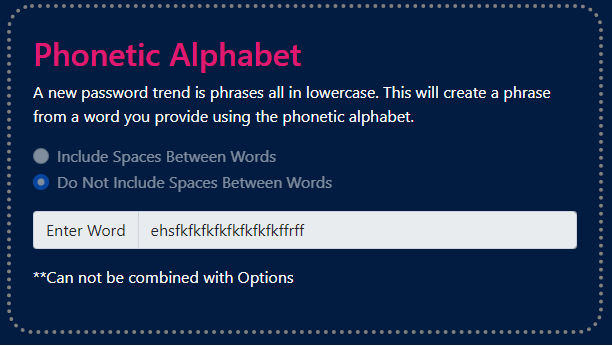 Phonetic Alphabet
A new password trend is phrases all in lowercase. This will create a phrase
from a word you provide using the phonetic alphabet.
Include Spaces Between Words
Do Not Include Spaces Between Words
Enter Word ehsfkfkfkfkfkfkfkfkffrff
**Can not be combined with Options